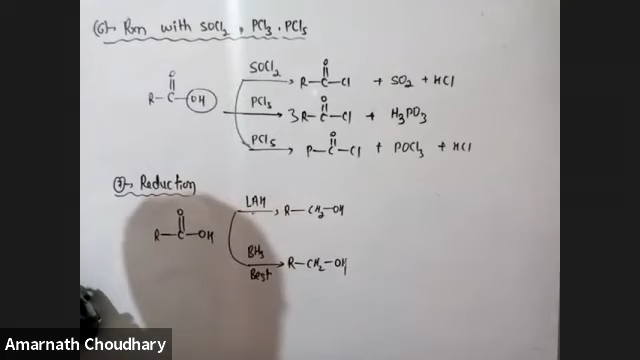 (6)→ Rxn with SOCl2, PCl3, PCl5
R—C(=O)—OH
SOCl2 → R—C(=O)—Cl + SO2 + HCl
PCl3 → 3R—C(=O)—Cl + H3PO3
PCl5 → P—C(=O)—Cl + POCl3 + HCl
(7)→ Reduction
R—C(=O)—OH
LAH → R—CH2—OH
BH3 Best → R—CH2—OH
Amarnath Choudhary